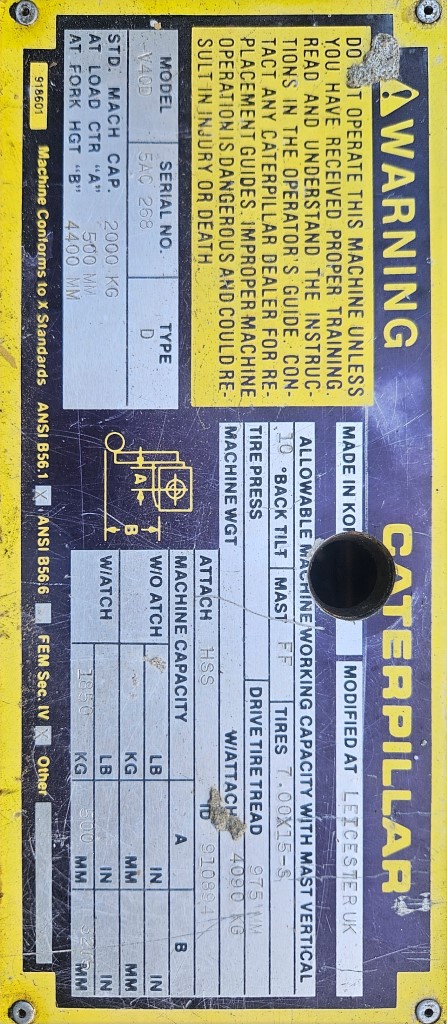 WARNING
CATERPILLAR
DO OPERATE THIS MACHINE UNLESS
YOU HAVE RECEIVED PROPER TRAINING.
READ AND UNDERSTAND THE INSTRUC-
TIONS IN THE OPERATOR'S GUIDE. CON-
TACT ANY CATERPILLAR DEALER FOR RE-
PLACEMENT GUIDES. IMPROPER MACHINE
OPERATION IS DANGEROUS AND COULD RE-
SULT IN INJURY OR DEATH.
MODEL SERIAL NO. TYPE
V40D 5AC 268 D
STD. MACH CAP. 2000 KG
AT LOAD CTR "A" 500 MM
AT FORK HGT "B" 4400 MM
MADE IN MODIFIED AT LEICESTER UK
ALLOWABLE MACHINE WORKING CAPACITY WITH MAST VERTICAL
10 °BACK TILT MAST FF TIRES 7.00X15-S
TIRE PRESS DRIVE TIRE TREAD 975 MM
MACHINE WGT W/ATTACH 4090 KG
ATTACH HSS ID
MACHINE CAPACITY A B
W/O ATCH LB IN IN
KG MM MM
W/ATCH LB IN IN
1850 KG 500 MM MM
A
B
918601 Machine Conforms to X Standards ANSI B56.1 X, ANSI B56.6 FEM Sec. IV X Other